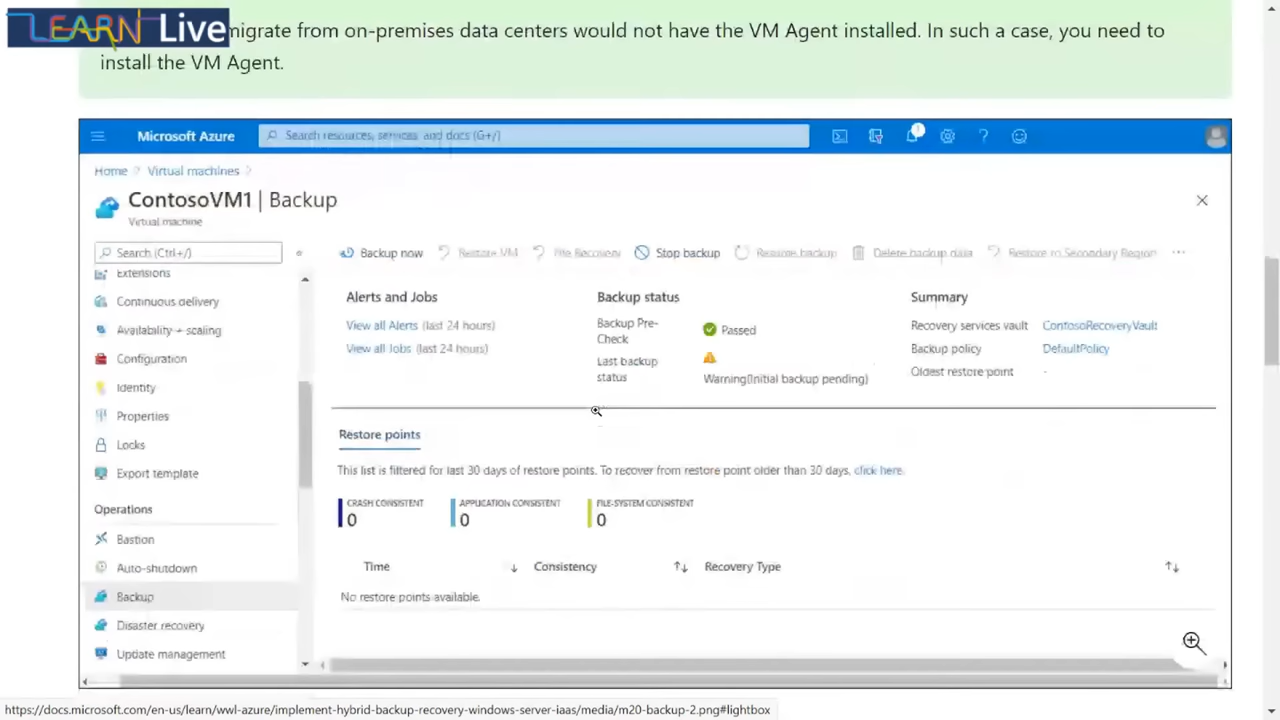 LEARN Live
migrate from on-premises data centers would not have the VM Agent installed. In such a case, you need to
install the VM Agent.
Microsoft Azure
Search resources, services, and docs (G+/)
Home > Virtual machines >
ContosoVM1 | Backup
Virtual machine
Search (Ctrl+/)
«
Extensions
Continuous delivery
Availability + scaling
Configuration
Identity
Properties
Locks
Export template
Operations
Bastion
Auto-shutdown
Backup
Disaster recovery
Update management
Backup now
Restore VM
File Recovery
Stop backup
Resume backup
Delete backup data
Restore to Secondary Region
...
Alerts and Jobs
View all Alerts (last 24 hours)
View all Jobs (last 24 hours)
Backup status
Backup Pre-
Check
Passed
Last backup
status
Warning(Initial backup pending)
Summary
Recovery services vault ContosoRecoveryVault
Backup policy DefaultPolicy
Oldest restore point -
Restore points
This list is filtered for last 30 days of restore points. To recover from restore point older than 30 days, click here.
CRASH CONSISTENT
0
APPLICATION CONSISTENT
0
FILE-SYSTEM CONSISTENT
0
Time Consistency Recovery Type
No restore points available.
https://docs.microsoft.com/en-us/learn/wwl-azure/implement-hybrid-backup-recovery-windows-server-iaas/media/m20-backup-2.png#lightbox